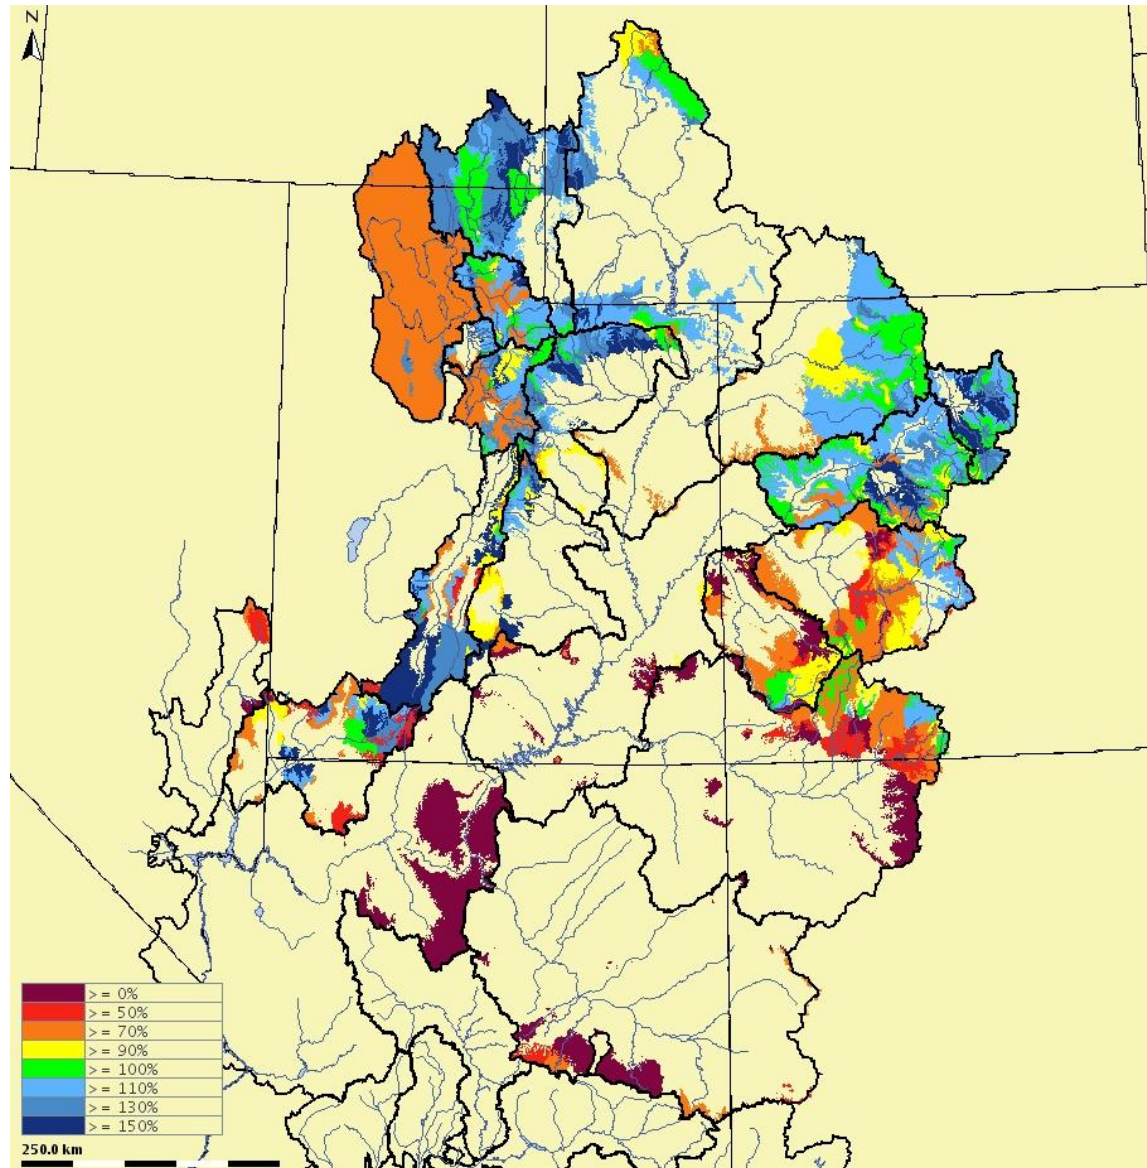 N
> = 0%
> = 50%
> = 70%
> = 90%
> = 100%
> = 110%
> = 130%
> = 150%
250.0 km